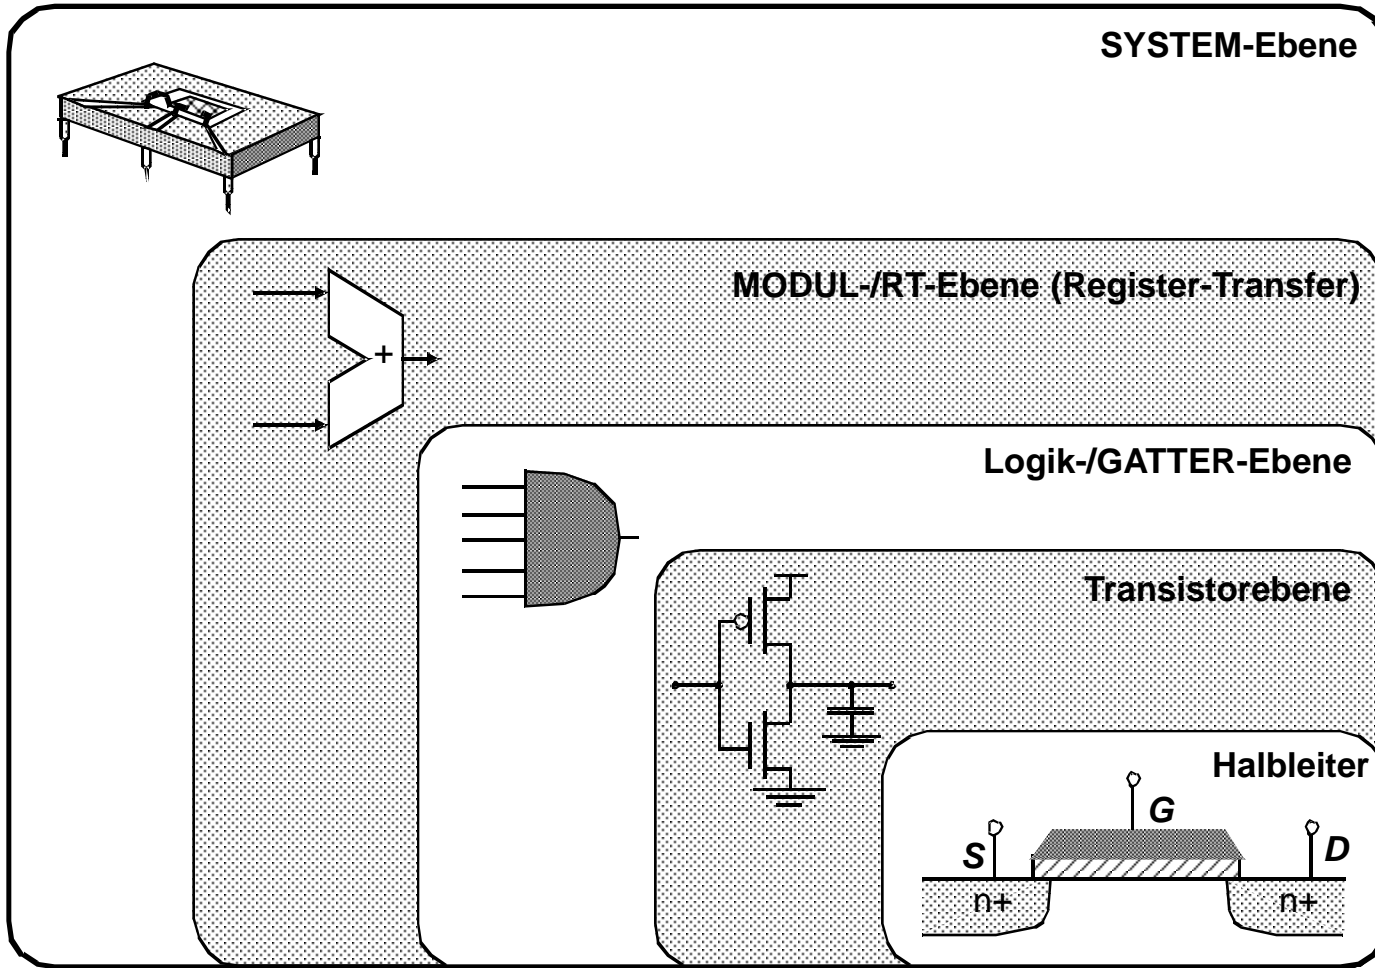 SYSTEM-Ebene
MODUL-/RT-Ebene (Register-Transfer)
+
Logik-/GATTER-Ebene
Transistorebene
Halbleiter
G
S
D
n+
n+